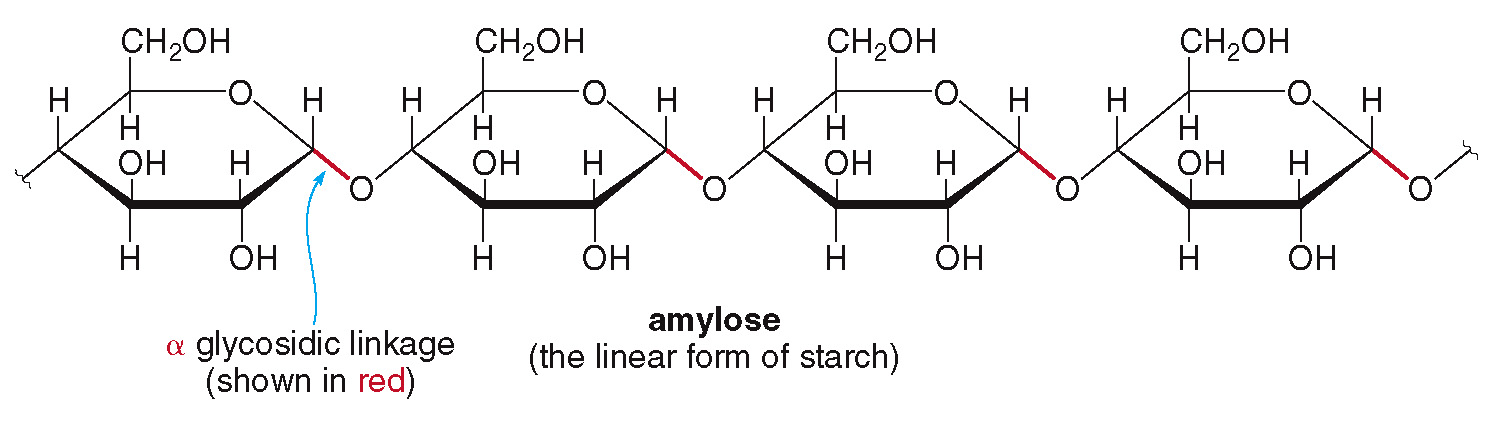 CH₂OH CH₂OH CH₂OH CH₂OH
H O H H O H H O H H O H
H H H H
OH H OH H OH H OH H
O O O O
H OH H OH H OH H OH
amylose
α glycosidic linkage (the linear form of starch)
(shown in red)